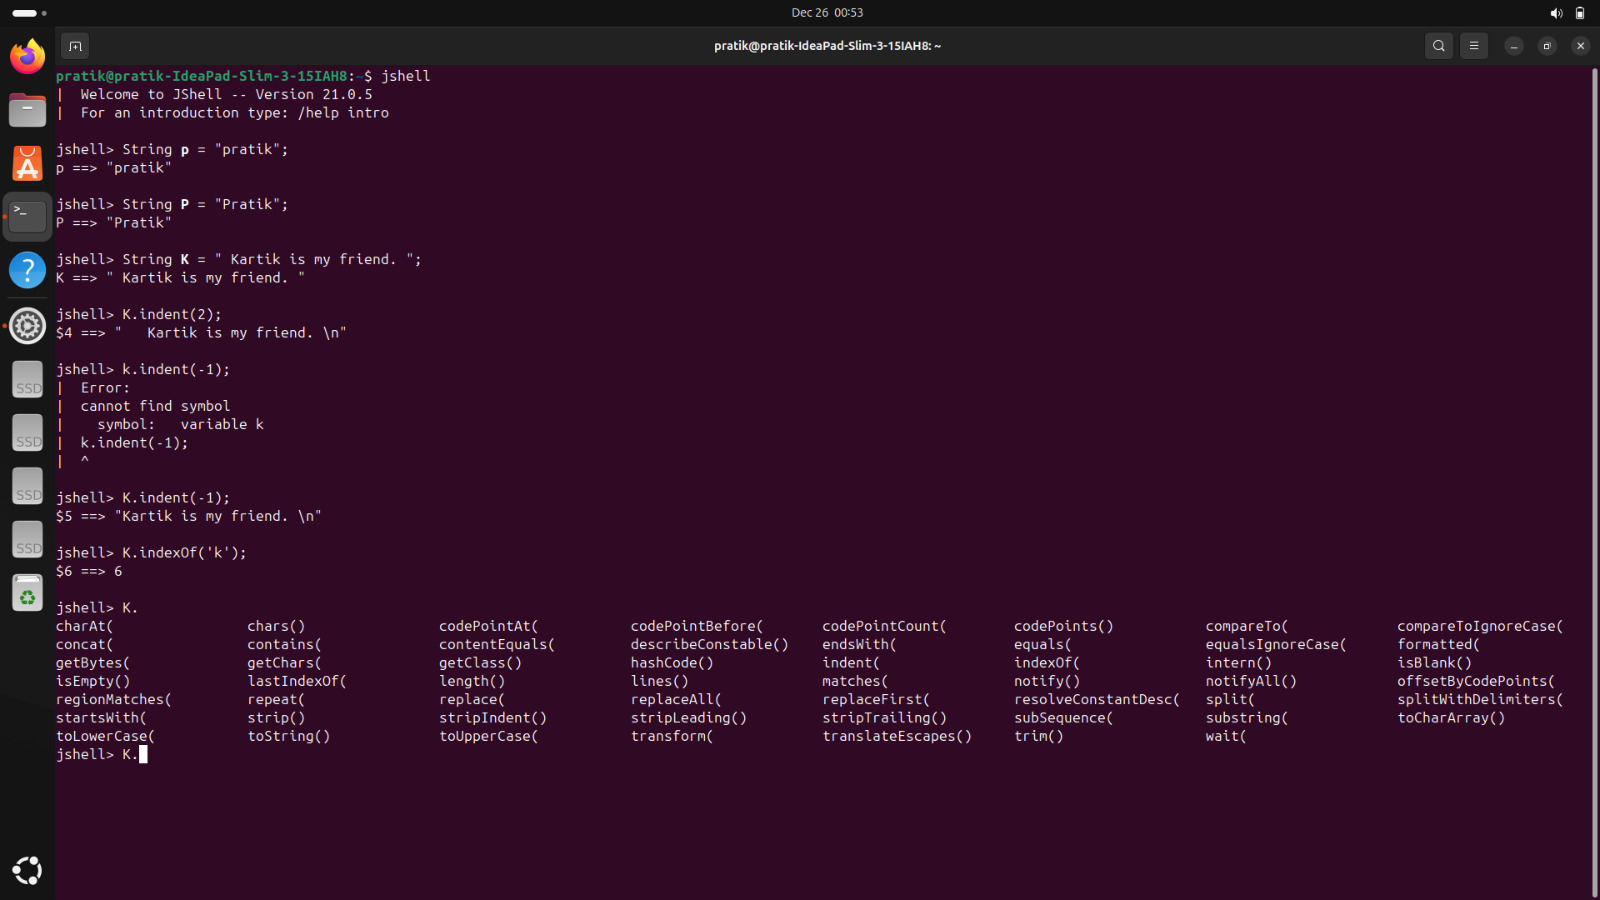 Dec 26 00:53
pratik@pratik-IdeaPad-Slim-3-15IAH8: ~
pratik@pratik-IdeaPad-Slim-3-15IAH8:~$ jshell
|  Welcome to JShell -- Version 21.0.5
|  For an introduction type: /help intro
jshell> String p = "pratik";
p ==> "pratik"
jshell> String P = "Pratik";
P ==> "Pratik"
jshell> String K = " Kartik is my friend. ";
K ==> " Kartik is my friend. "
jshell> K.indent(2);
$4 ==> "   Kartik is my friend. \n"
jshell> k.indent(-1);
|  Error:
|  cannot find symbol
|    symbol:   variable k
|  k.indent(-1);
|  ^
jshell> K.indent(-1);
$5 ==> "Kartik is my friend. \n"
jshell> K.indexOf('k');
$6 ==> 6
jshell> K.
charAt( chars() codePointAt( codePointBefore( codePointCount( codePoints() compareTo( compareToIgnoreCase(
concat( contains( contentEquals( describeConstable() endsWith( equals( equalsIgnoreCase( formatted(
getBytes( getChars( getClass() hashCode() indent( indexOf( intern() isBlank()
isEmpty() lastIndexOf( length() lines() matches( notify() notifyAll() offsetByCodePoints(
regionMatches( repeat( replace( replaceAll( replaceFirst( resolveConstantDesc( split( splitWithDelimiters(
startsWith( strip() stripIndent() stripLeading() stripTrailing() subSequence( substring( toCharArray()
toLowerCase( toString() toUpperCase( transform( translateEscapes() trim() wait(
jshell> K.
SSD
SSD
SSD
SSD